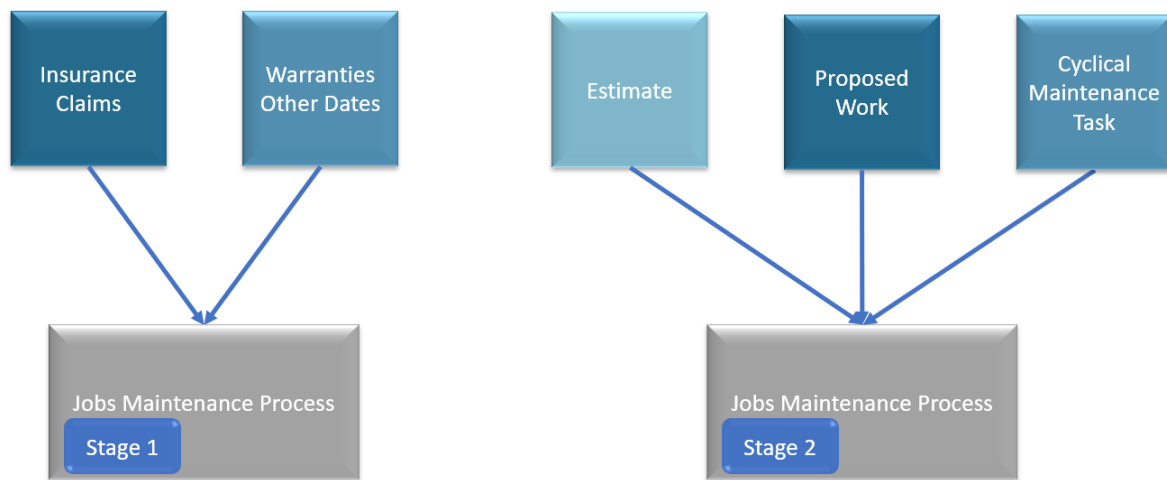 Insurance
Claims
Warranties
Other Dates
Estimate
Proposed
Work
Cyclical
Maintenance
Task
Jobs Maintenance Process
Stage 1
Jobs Maintenance Process
Stage 2